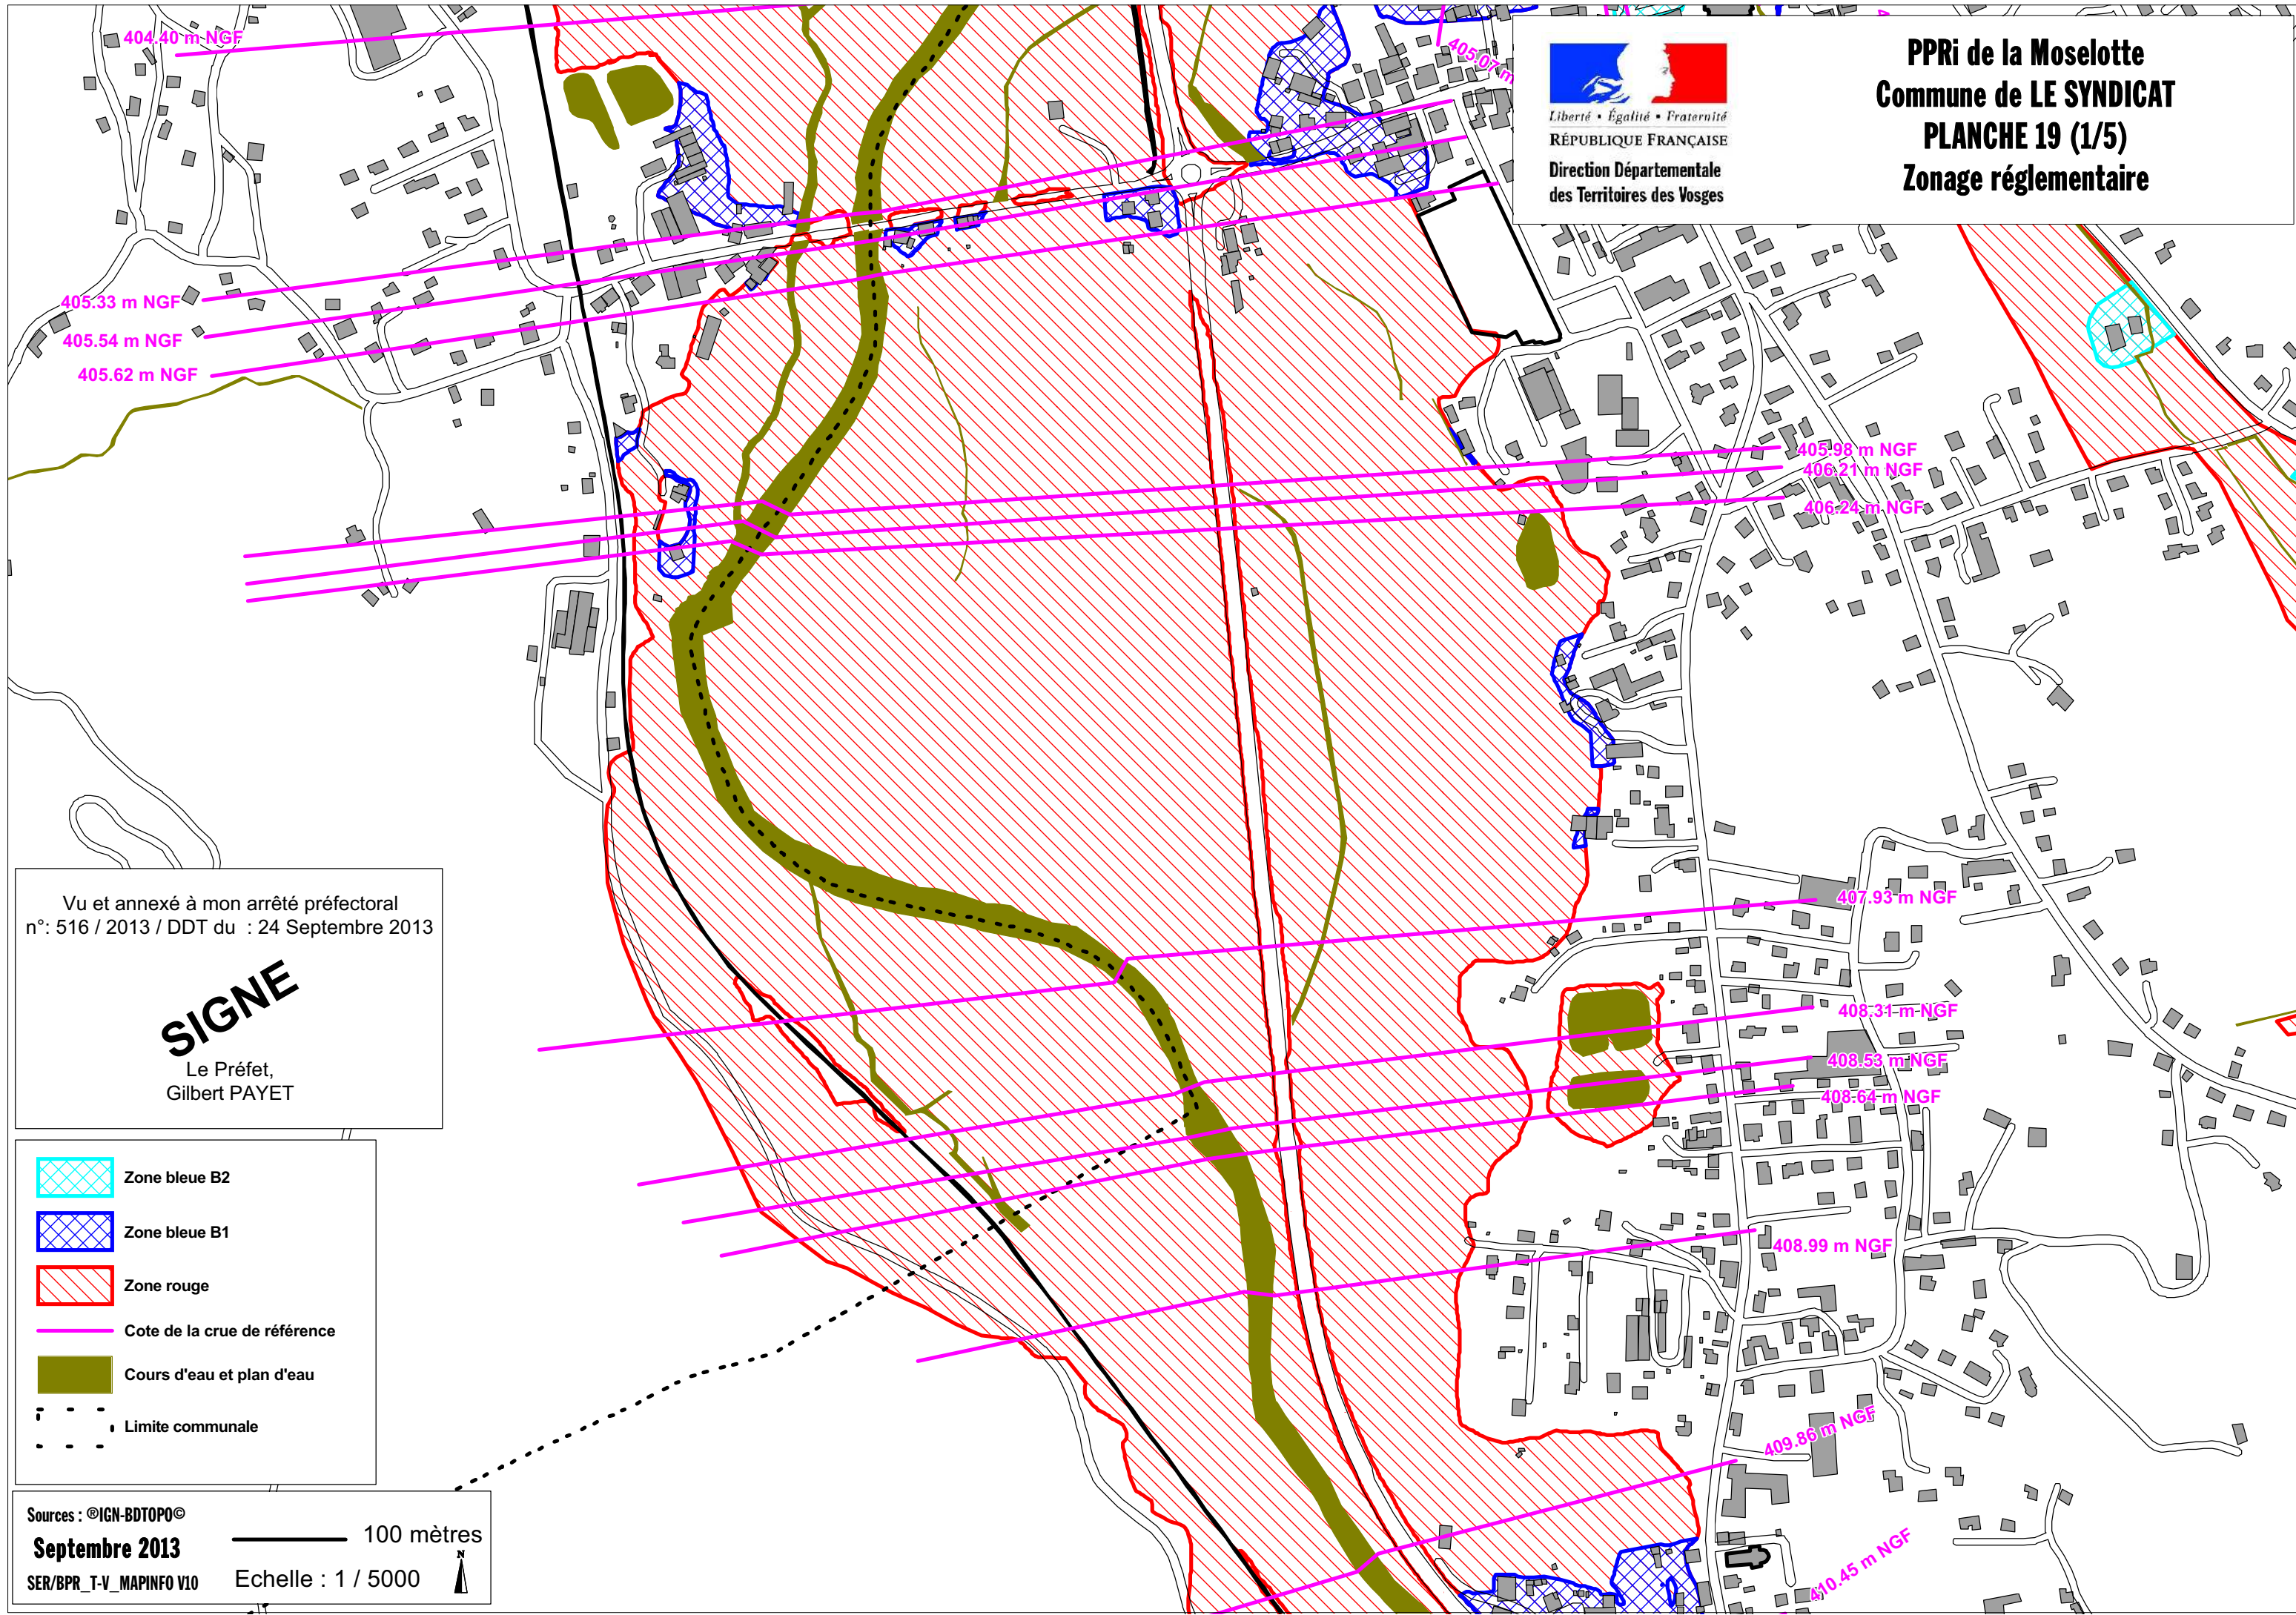 404.40 m NGF
405.07 m
Liberté • Égalité • Fraternité
RÉPUBLIQUE FRANÇAISE
Direction Départementale
des Territoires des Vosges
PPRi de la Moselotte
Commune de LE SYNDICAT
PLANCHE 19 (1/5)
Zonage réglementaire
405.33 m NGF
405.54 m NGF
405.62 m NGF
405.98 m NGF
406.21 m NGF
406.24 m NGF
407.93 m NGF
408.31 m NGF
408.53 m NGF
408.64 m NGF
408.99 m NGF
409.86 m NGF
410.45 m NGF
Vu et annexé à mon arrêté préfectoral
n°: 516 / 2013 / DDT du : 24 Septembre 2013
SIGNE
Le Préfet,
Gilbert PAYET
Zone bleue B2
Zone bleue B1
Zone rouge
Cote de la crue de référence
Cours d'eau et plan d'eau
Limite communale
Sources : ®IGN-BDTOPO©
Septembre 2013
SER/BPR_T-V_MAPINFO V10
100 mètres
Echelle : 1 / 5000
N